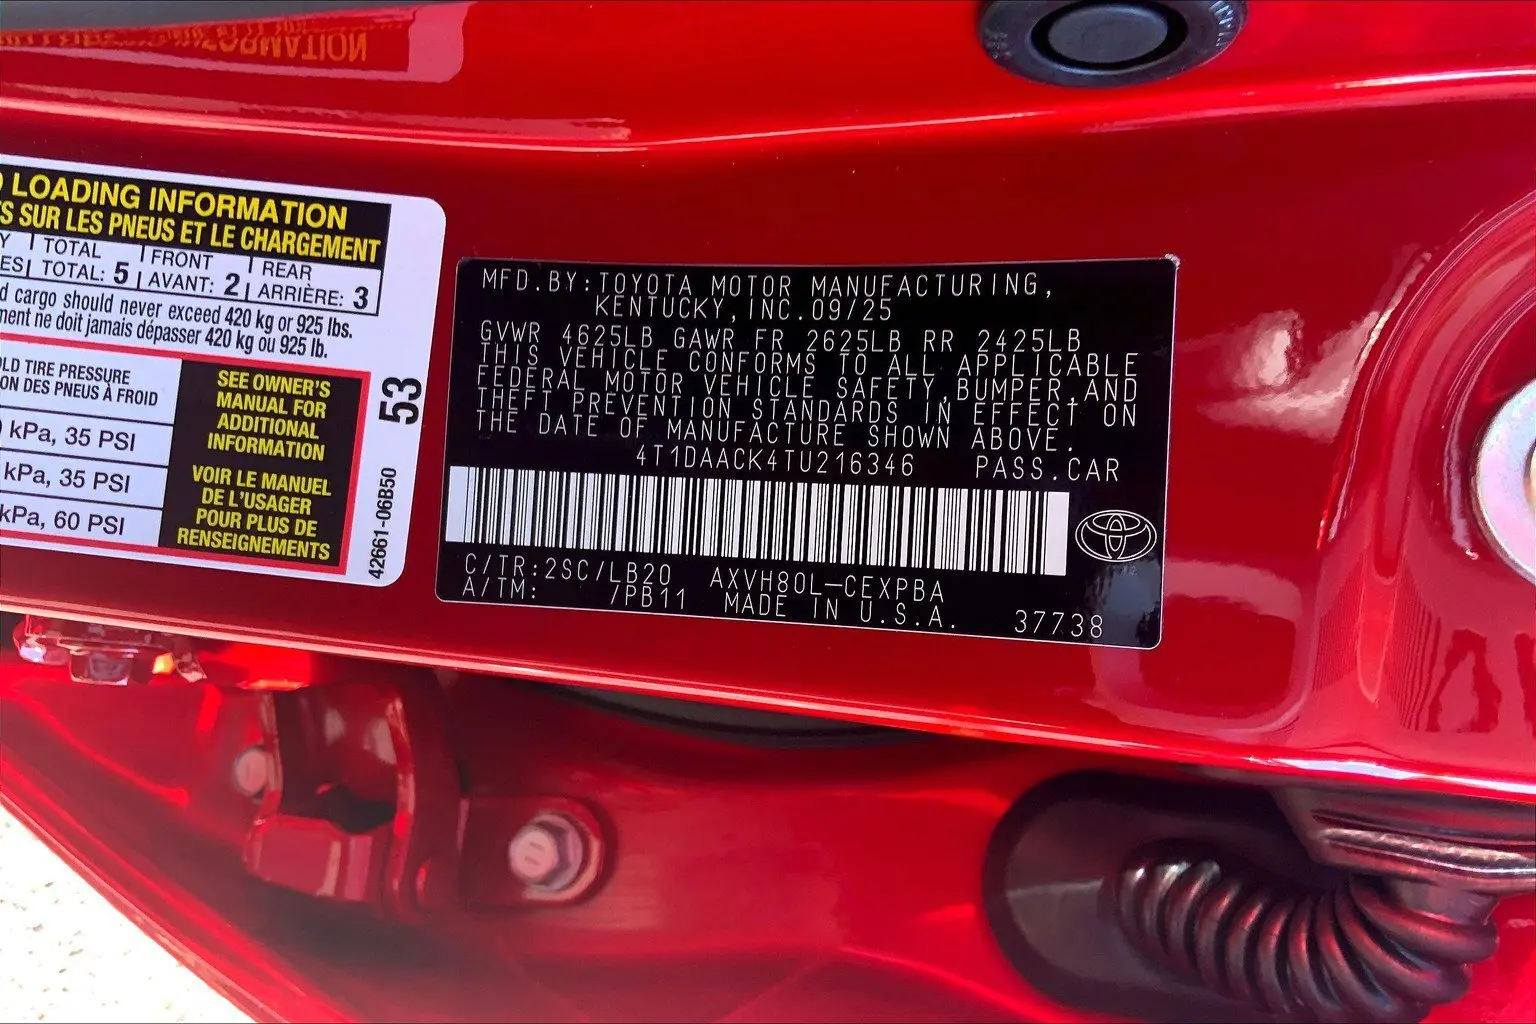 LOADING INFORMATION
S SUR LES PNEUS ET LE CHARGEMENT
Y TOTAL FRONT REAR
ES TOTAL: 5 AVANT: 2 ARRIÈRE: 3
d cargo should never exceed 420 kg or 925 lbs.
ment ne doit jamais dépasser 420 kg ou 925 lb.
OLD TIRE PRESSURE
ON DES PNEUS À FROID
kPa, 35 PSI
kPa, 35 PSI
kPa, 60 PSI
SEE OWNER'S
MANUAL FOR
ADDITIONAL
INFORMATION
VOIR LE MANUEL
DE L'USAGER
POUR PLUS DE
RENSEIGNEMENTS
53
42661-06B50
MFD.BY:TOYOTA MOTOR MANUFACTURING,
KENTUCKY,INC.09/25
GVWR 4625LB GAWR FR 2625LB RR 2425LB
THIS VEHICLE CONFORMS TO ALL APPLICABLE
FEDERAL MOTOR VEHICLE SAFETY,BUMPER,AND
THEFT PREVENTION STANDARDS IN EFFECT ON
THE DATE OF MANUFACTURE SHOWN ABOVE.
4T1DAACK4TU216346 PASS.CAR
C/TR:2SC/LB20 AXVH80L-CEXPBA
A/TM: /PB11 MADE IN U.S.A. 37738